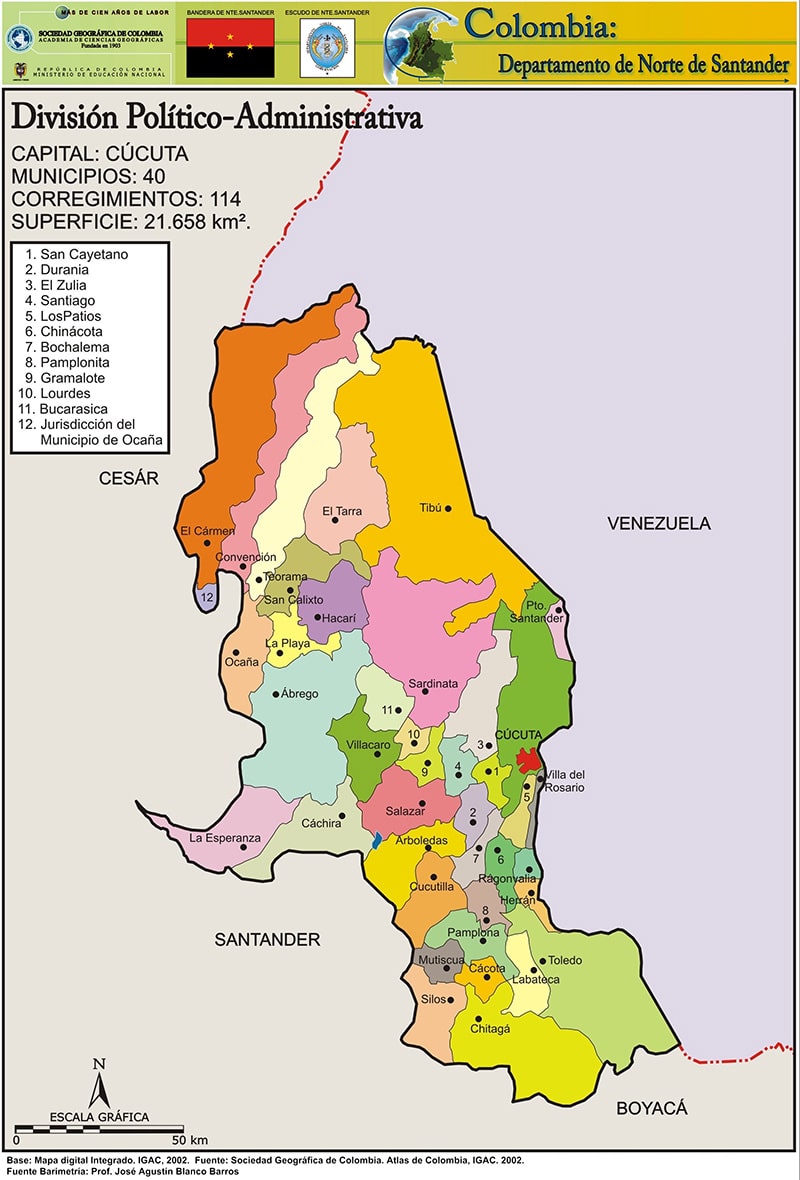 MÁS DE CIEN AÑOS DE LABOR
SOCIEDAD GEOGRÁFICA DE COLOMBIA
ACADEMIA DE CIENCIAS GEOGRÁFICAS
Fundada en 1903
REPÚBLICA DE COLOMBIA
MINISTERIO DE EDUCACIÓN NACIONAL
BANDERA DE NTE.SANTANDER
ESCUDO DE NTE.SANTANDER
Colombia:
Departamento de Norte de Santander
División Político-Administrativa
CAPITAL: CÚCUTA
MUNICIPIOS: 40
CORREGIMIENTOS: 114
SUPERFICIE: 21.658 km².
1. San Cayetano
2. Durania
3. El Zulia
4. Santiago
5. LosPatios
6. Chinácota
7. Bochalema
8. Pamplonita
9. Gramalote
10. Lourdes
11. Bucarasica
12. Jurisdicción del
Municipio de Ocaña
CESÁR
VENEZUELA
El Tarra
Tibú
El Cármen
Convención
Teorama
12
San Calixto
Hacarí
Pto.
Santander
La Playa
Ocaña
Sardinata
Ábrego
11
10
Villacaro
CÚCUTA
3
9
4
1
Villa del
Rosario
5
Salazar
2
Cáchira
La Esperanza
Arboledas
7
6
Rágonvalia
Cucutilla
Herrán
8
Pamplona
SANTANDER
Mutiscua
Cácota
Toledo
Labateca
Silos
Chitagá
N
ESCALA GRÁFICA
0 50 km
BOYACÁ
Base: Mapa digital Integrado. IGAC, 2002. Fuente: Sociedad Geográfica de Colombia. Atlas de Colombia, IGAC. 2002.
Fuente Barimetria: Prof. José Agustín Blanco Barros